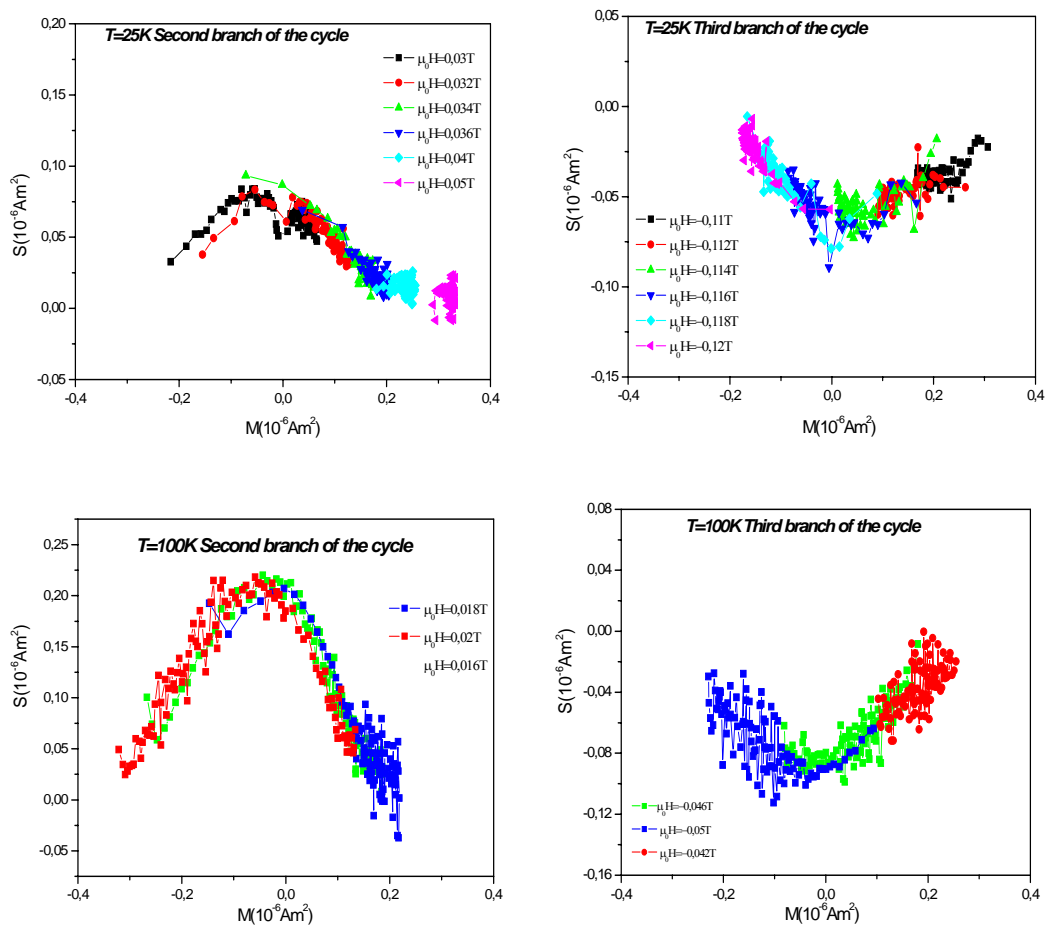 T=25K Second branch of the cycle
0,20
0,15
0,10
0,05
0,00
-0,05
S(10⁻⁶Am²)
μ₀H=0,03T
μ₀H=0,032T
μ₀H=0,034T
μ₀H=0,036T
μ₀H=0,04T
μ₀H=0,05T
-0,4 -0,2 0,0 0,2 0,4
M(10⁻⁶Am²)
T=25K Third branch of the cycle
0,05
0,00
-0,05
-0,10
-0,15
S(10⁻⁶Am²)
μ₀H=-0,11T
μ₀H=-0,112T
μ₀H=-0,114T
μ₀H=-0,116T
μ₀H=-0,118T
μ₀H=-0,12T
-0,4 -0,2 0,0 0,2 0,4
M(10⁻⁶Am²)
T=100K Second branch of the cycle
0,25
0,20
0,15
0,10
0,05
0,00
-0,05
S(10⁻⁶Am²)
μ₀H=0,018T
μ₀H=0,02T
μ₀H=0,016T
-0,4 -0,2 0,0 0,2 0,4
M(10⁻⁶Am²)
T=100K Third branch of the cycle
0,08
0,04
0,00
-0,04
-0,08
-0,12
-0,16
S(10⁻⁶Am²)
μ₀H=-0,046T
μ₀H=-0,05T
μ₀H=-0,042T
-0,4 -0,2 0,0 0,2 0,4
M(10⁻⁶Am²)